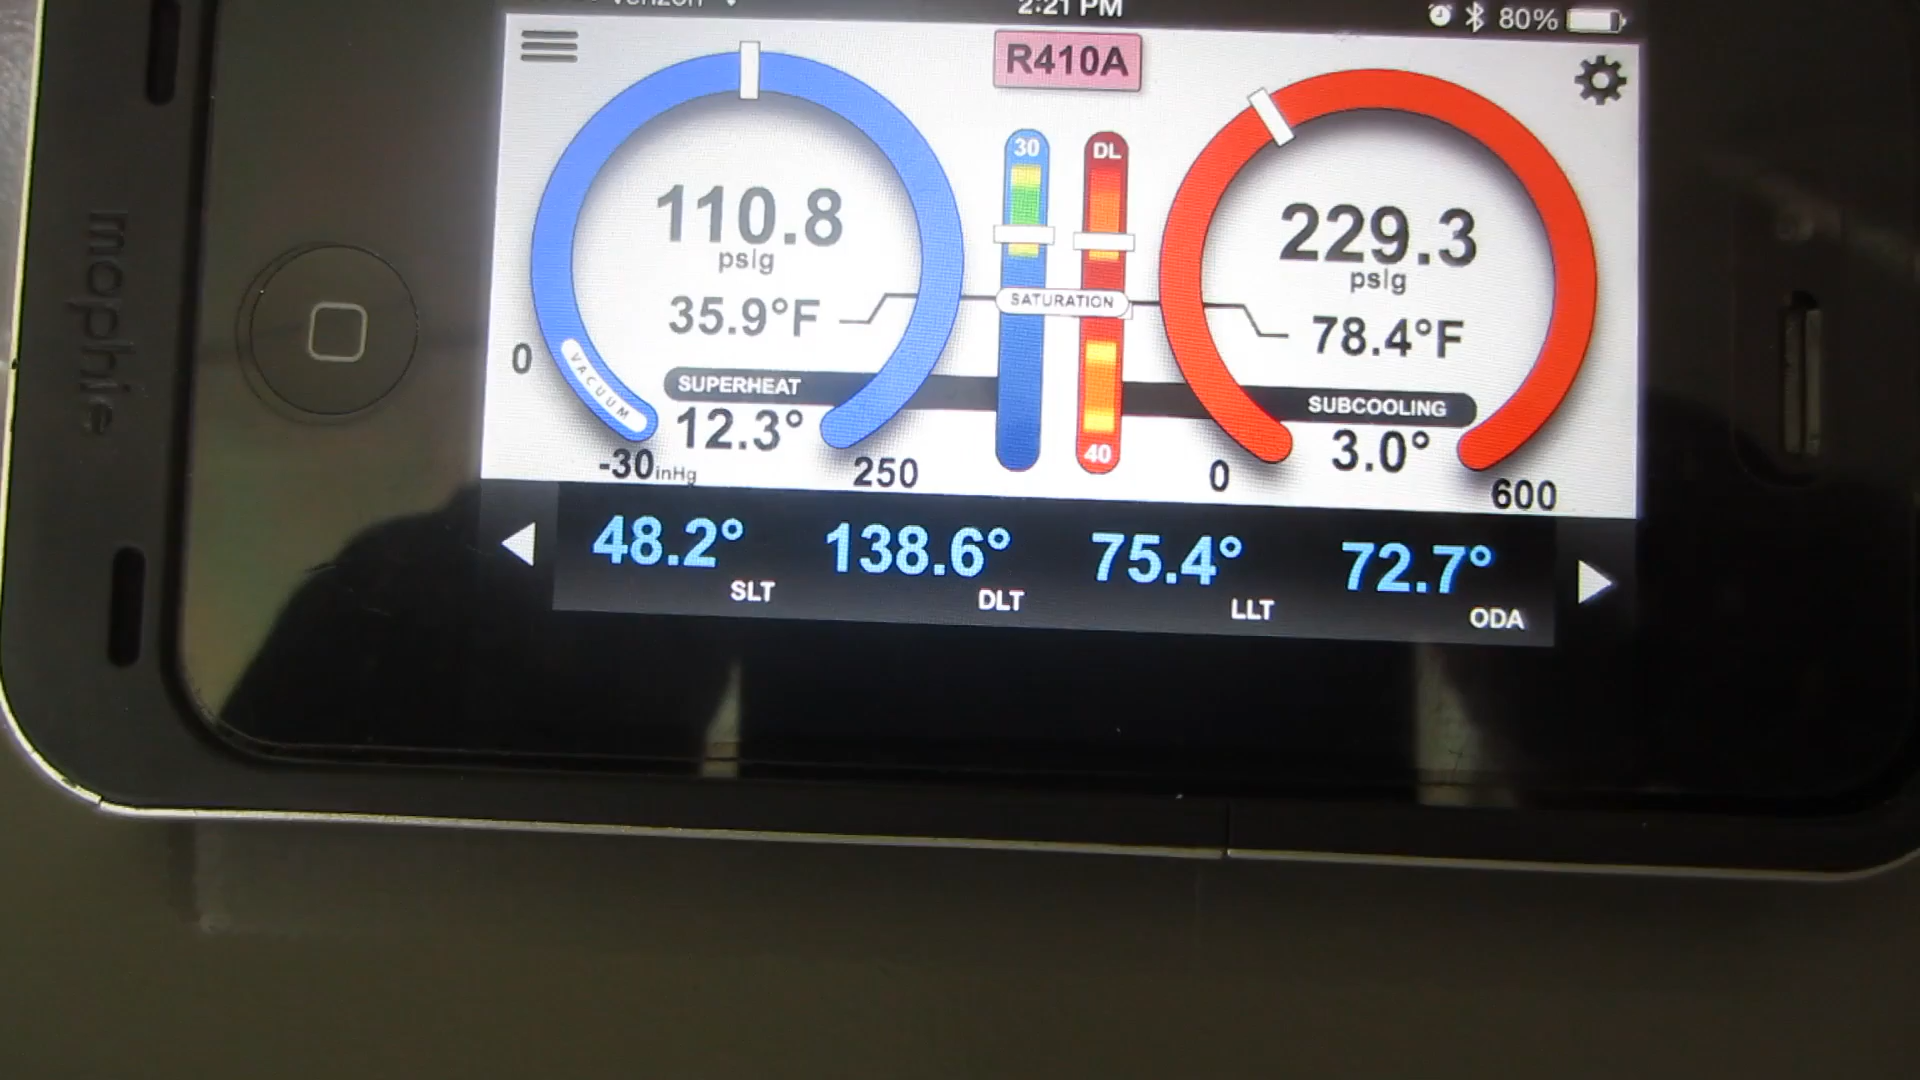 verizon 2:21 PM 80%
R410A
30 DL
110.8 229.3
psig psig
SATURATION
35.9°F 78.4°F
0 VACUUM SUPERHEAT SUBCOOLING
12.3° 3.0°
-30inHg 250 40 0 600
48.2° 138.6° 75.4° 72.7°
SLT DLT LLT ODA
mophie